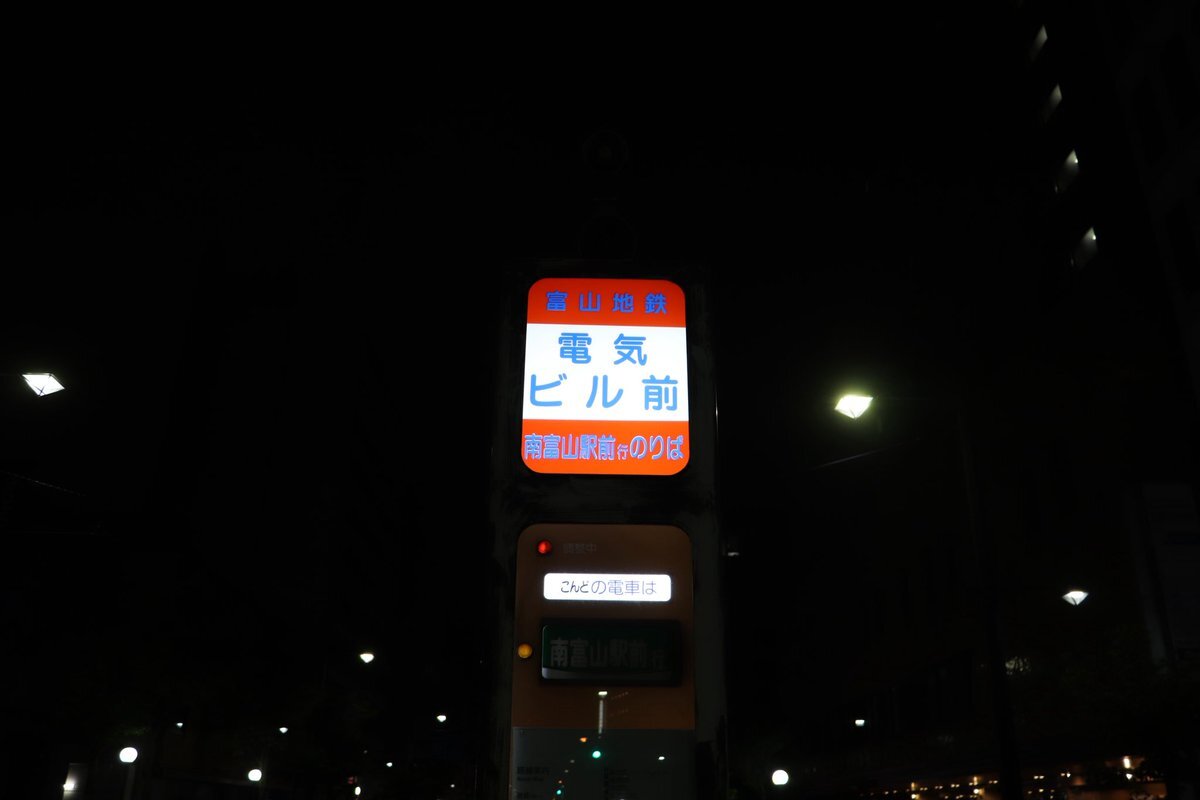 富山地鉄
電気
ビル前
南富山駅前行のりば
調整中
こんどの電車は
南富山駅前行